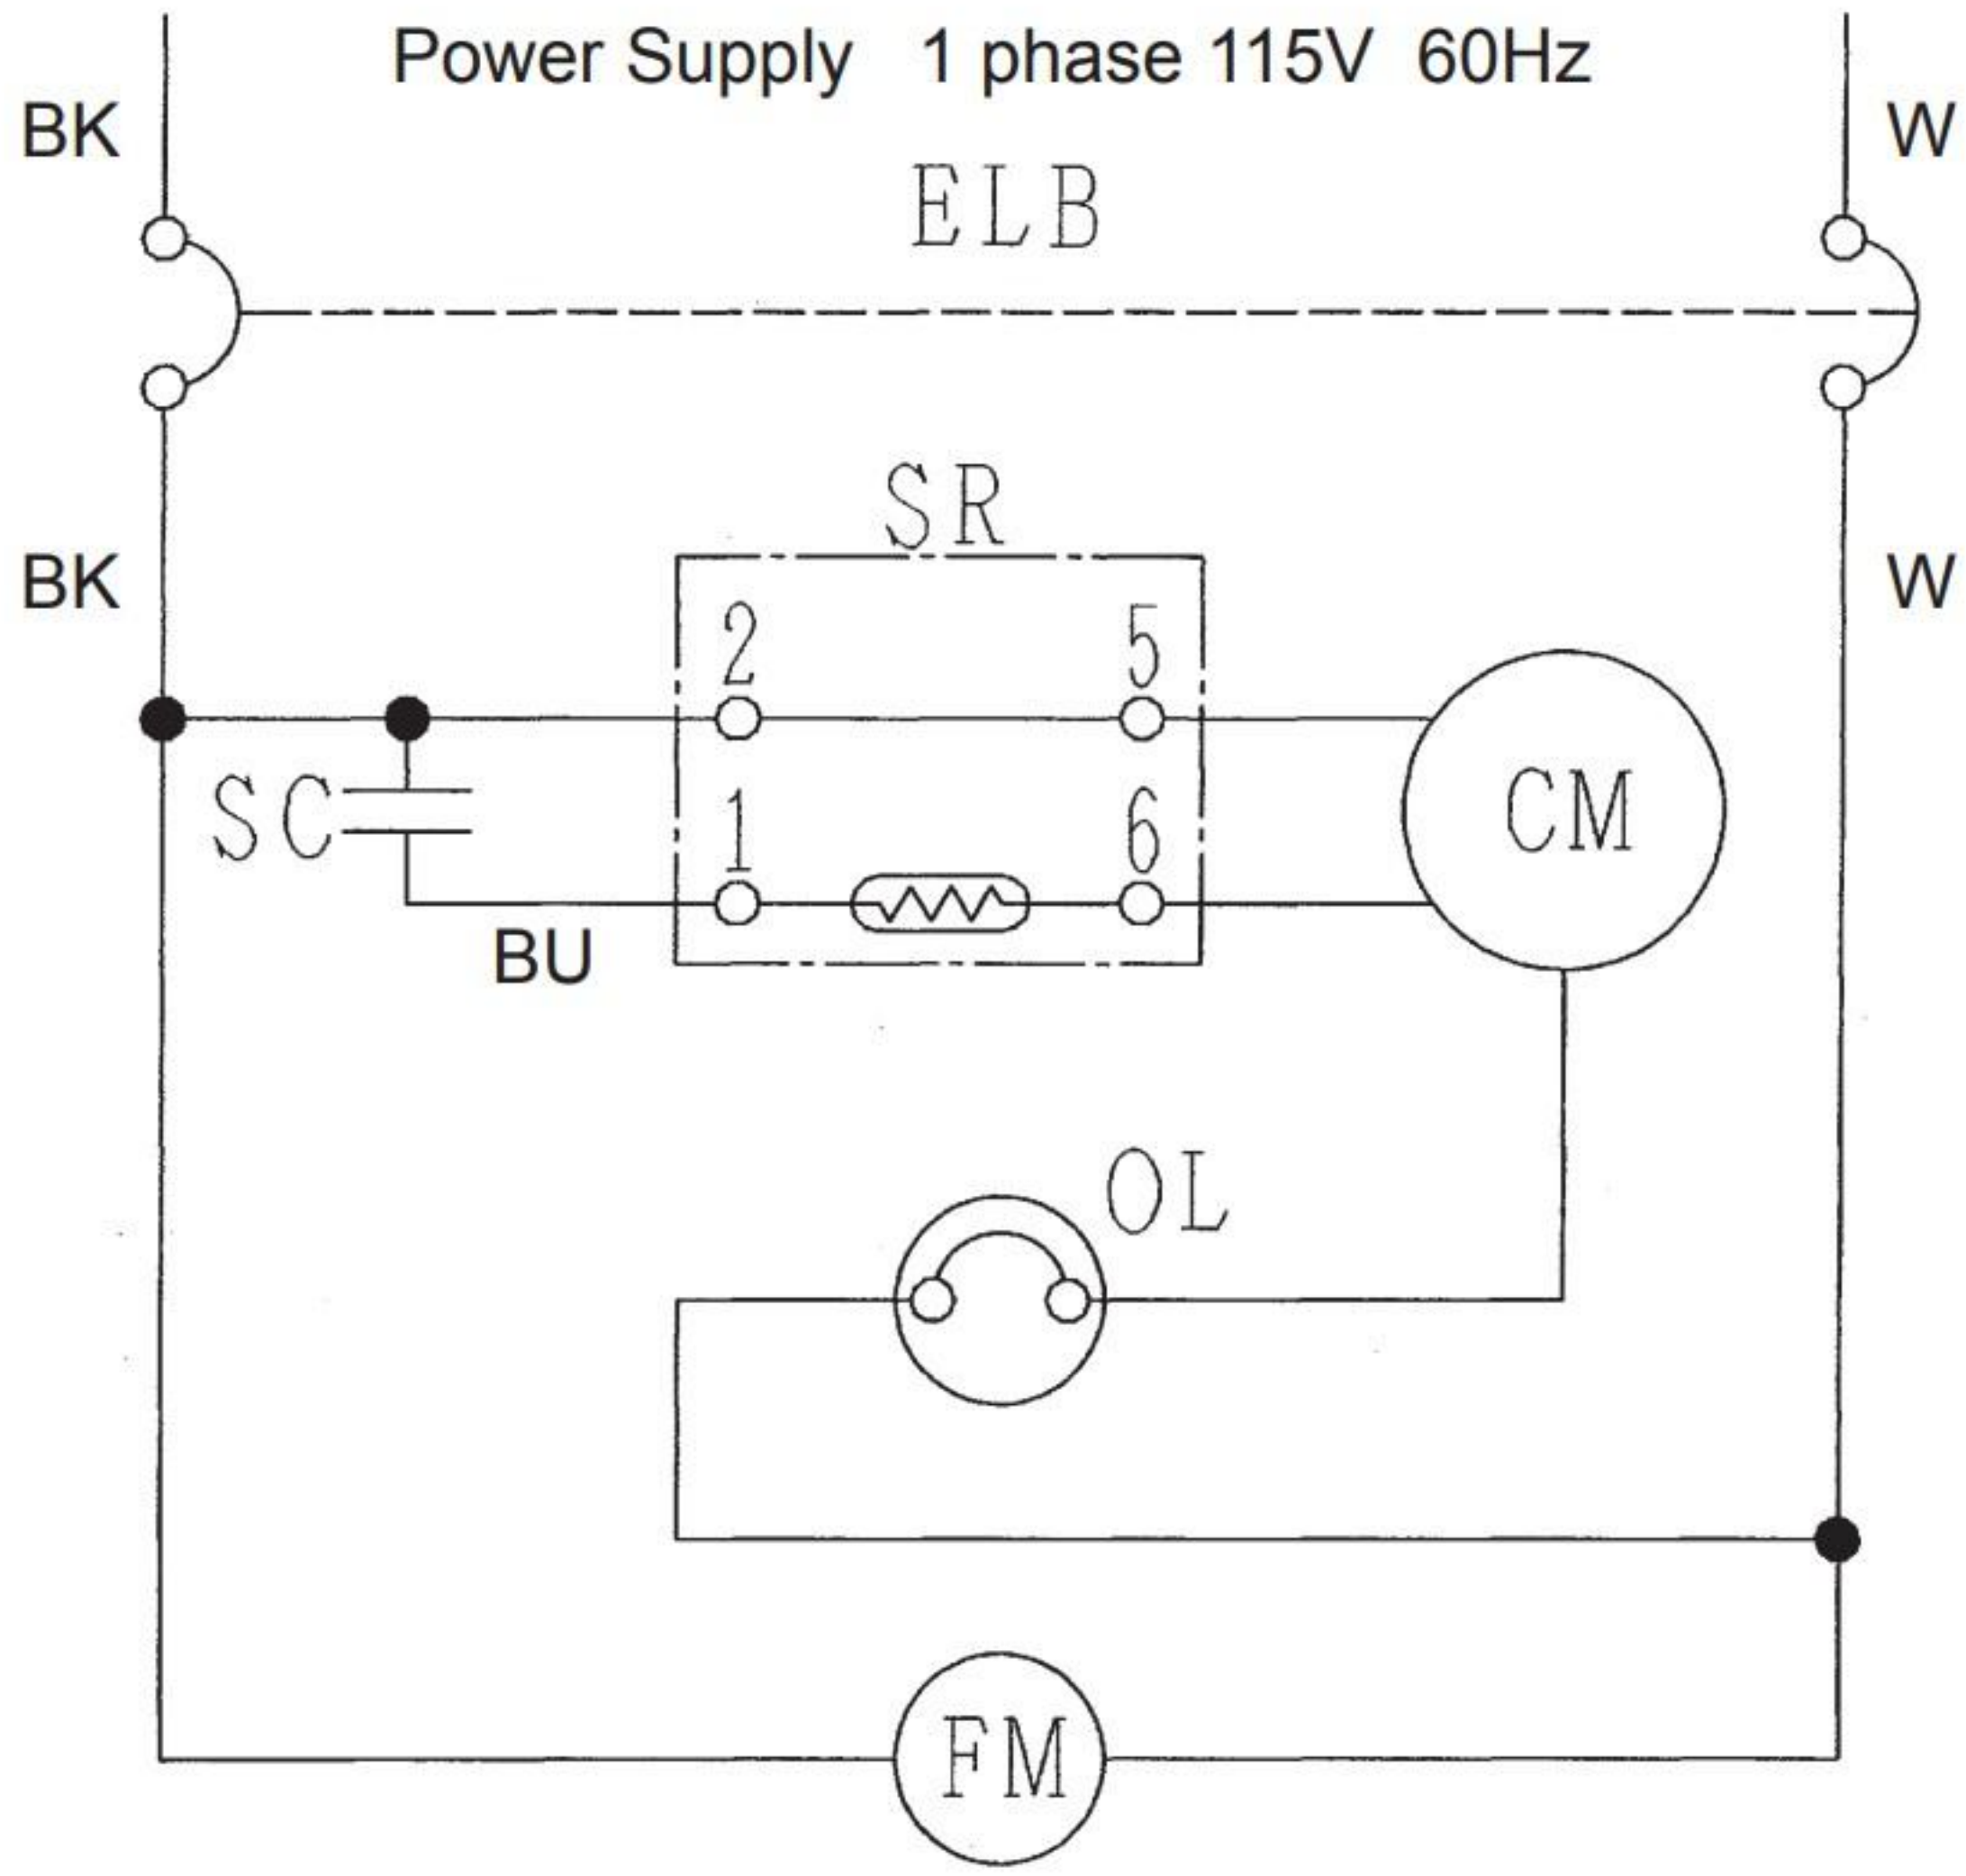 Power Supply 1 phase 115V 60Hz
BK
W
ELB
SR
BK
W
2
5
SC
1
6
CM
BU
OL
FM